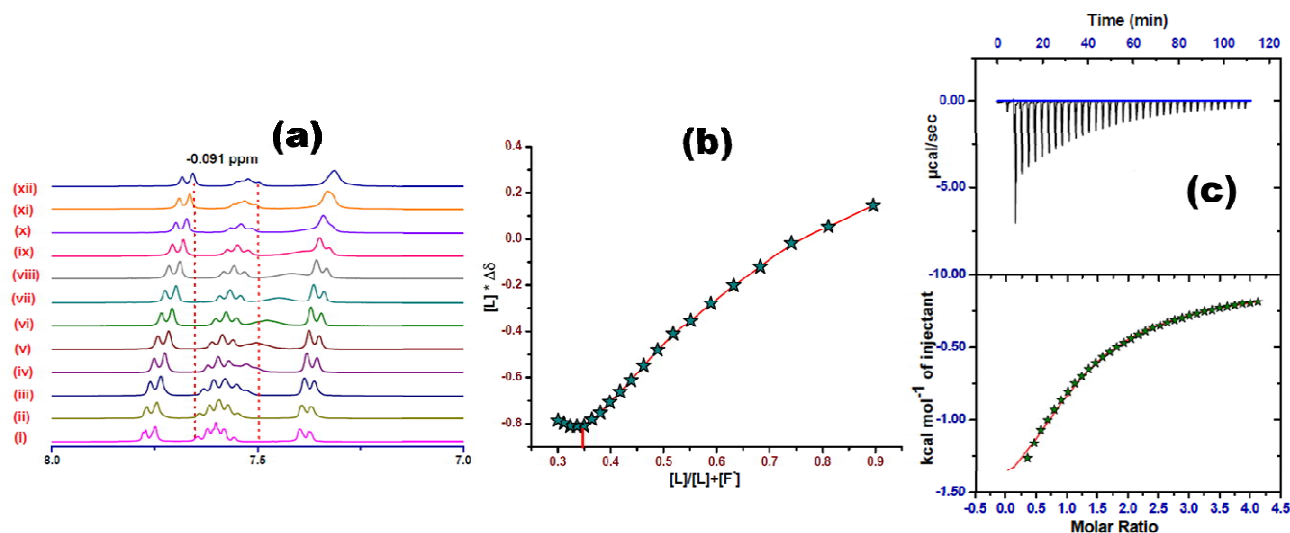 (a)
-0.091 ppm
(xii)
(xi)
(x)
(ix)
(viii)
(vii)
(vi)
(v)
(iv)
(iii)
(ii)
(i)
8.0 7.6 7.0
(b)
0.4
0.2
0.0
-0.2
-0.4
-0.6
-0.8
[L] * Δδ
0.3 0.4 0.5 0.6 0.7 0.8 0.9
[L]/[L]+[F⁻]
Time (min)
0 20 40 60 80 100 120
0.00
-5.00
-10.00
µcal/sec
(c)
-0.50
-1.00
-1.50
kcal mol⁻¹ of injectant
-0.5 0.0 0.5 1.0 1.5 2.0 2.5 3.0 3.5 4.0 4.5
Molar Ratio